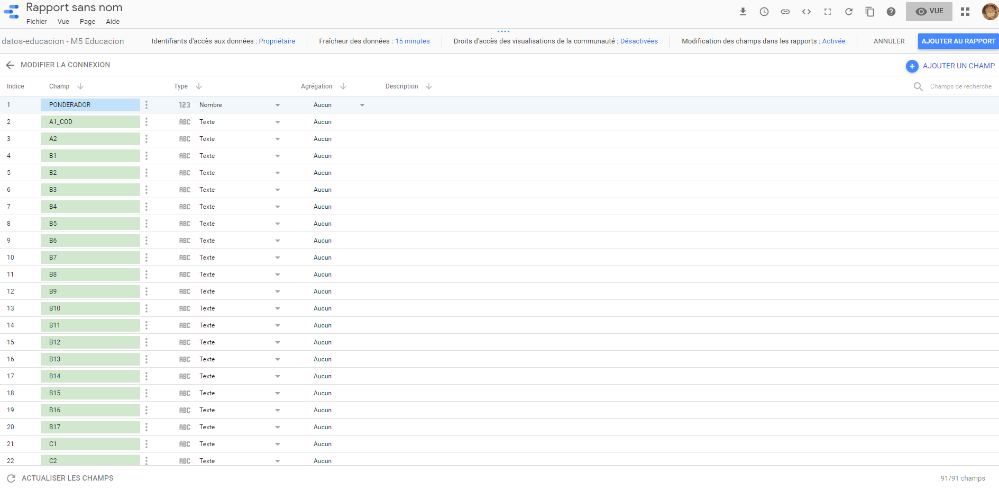 Rapport sans nom
Fichier Vue Page Aide
VUE
datos-educacion - M5 Educacion
Identifiants d'accès aux données : Propriétaire
Fraîcheur des données : 15 minutes
Droits d'accès des visualisations de la communauté : Désactivées
Modification des champs dans les rapports : Activée
ANNULER
AJOUTER AU RAPPORT
MODIFIER LA CONNEXION
AJOUTER UN CHAMP
Indice Champ Type Agrégation Description Champs de recherche
1 PONDERADOR 123 Nombre Aucun
2 A1_COD ABC Texte Aucun
3 A2 ABC Texte Aucun
4 B1 ABC Texte Aucun
5 B2 ABC Texte Aucun
6 B3 ABC Texte Aucun
7 B4 ABC Texte Aucun
8 B5 ABC Texte Aucun
9 B6 ABC Texte Aucun
10 B7 ABC Texte Aucun
11 B8 ABC Texte Aucun
12 B9 ABC Texte Aucun
13 B10 ABC Texte Aucun
14 B11 ABC Texte Aucun
15 B12 ABC Texte Aucun
16 B13 ABC Texte Aucun
17 B14 ABC Texte Aucun
18 B15 ABC Texte Aucun
19 B16 ABC Texte Aucun
20 B17 ABC Texte Aucun
21 C1 ABC Texte Aucun
22 C2 ABC Texte Aucun
ACTUALISER LES CHAMPS
91/91 champs